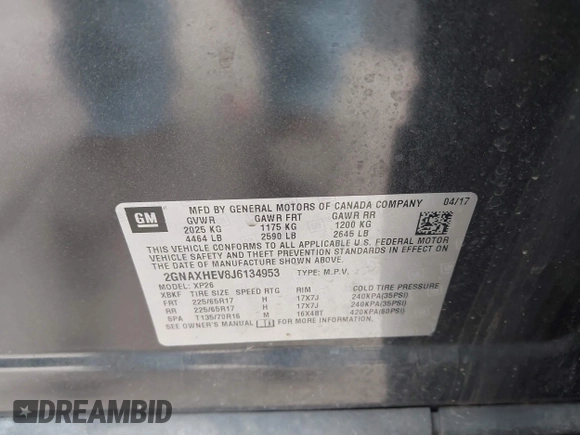 GM
MFD BY GENERAL MOTORS OF CANADA COMPANY 04/17
GVWR GAWR FRT GAWR RR
2025 KG 1175 KG 1200 KG
4464 LB 2590 LB 2645 LB
THIS VEHICLE CONFORMS TO ALL APPLICABLE U.S. FEDERAL MOTOR
VEHICLE SAFETY AND THEFT PREVENTION STANDARDS IN EFFECT ON
THE DATE OF MANUFACTURE SHOWN ABOVE.
2GNAXHEV8J6134953 TYPE: M.P.V.
MODEL: XP26
XBKF TIRE SIZE SPEED RTG RIM COLD TIRE PRESSURE
FRT 225/65R17 H 17X7J 240KPA(35PSI)
RR 225/65R17 H 17X7J 240KPA(35PSI)
SPA T135/70R16 M 16X4BT 420KPA(60PSI)
SEE OWNER'S MANUAL FOR MORE INFORMATION.
DREAMBID